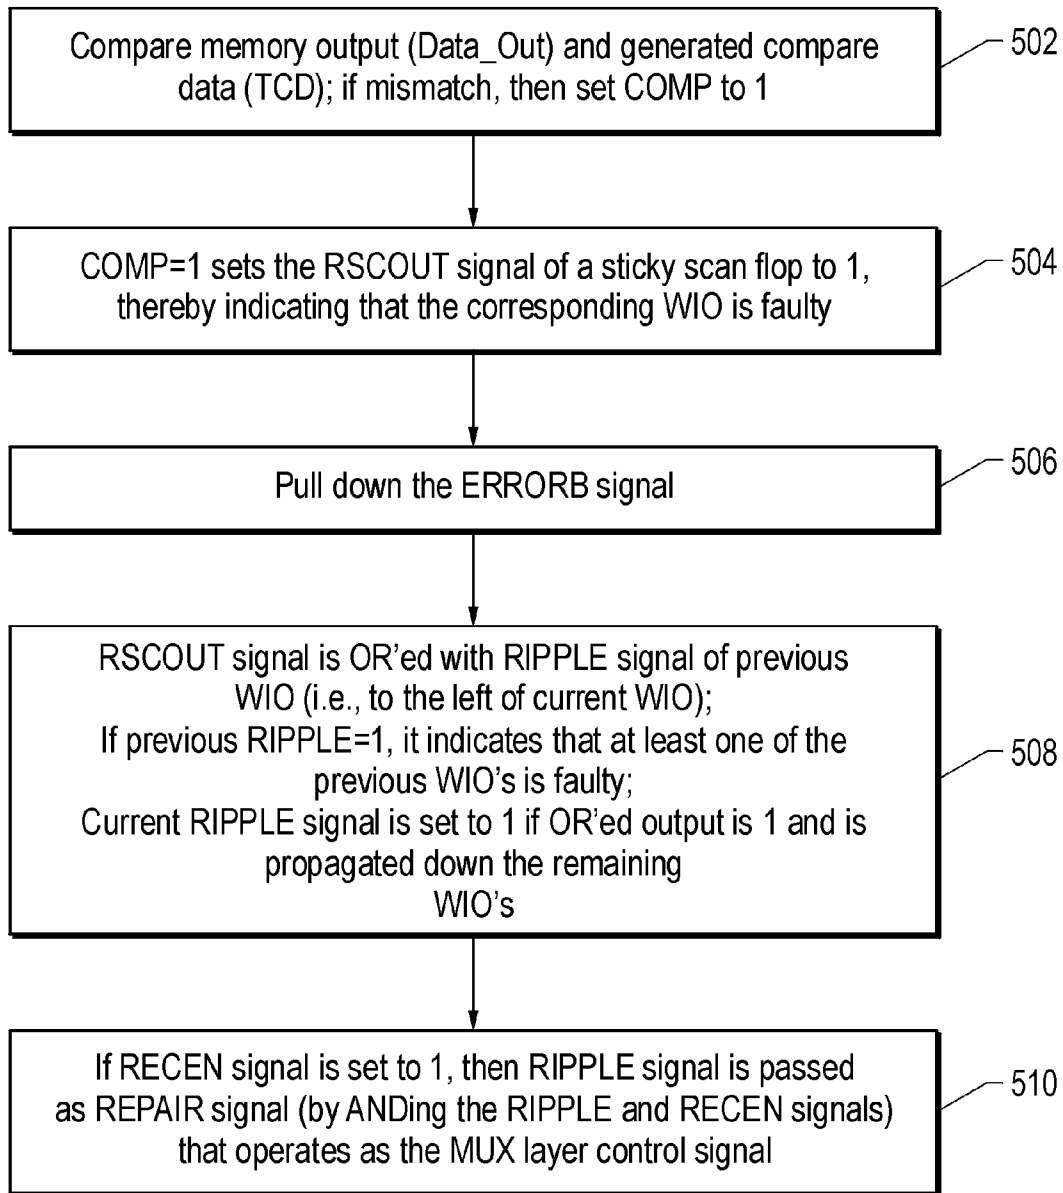 Compare memory output (Data_Out) and generated compare
data (TCD); if mismatch, then set COMP to 1
502
COMP=1 sets the RSCOUT signal of a sticky scan flop to 1,
thereby indicating that the corresponding WIO is faulty
504
Pull down the ERRORB signal
506
RSCOUT signal is OR'ed with RIPPLE signal of previous
WIO (i.e., to the left of current WIO);
If previous RIPPLE=1, it indicates that at least one of the
previous WIO's is faulty;
Current RIPPLE signal is set to 1 if OR'ed output is 1 and is
propagated down the remaining
WIO's
508
If RECEN signal is set to 1, then RIPPLE signal is passed
as REPAIR signal (by ANDing the RIPPLE and RECEN signals)
that operates as the MUX layer control signal
510